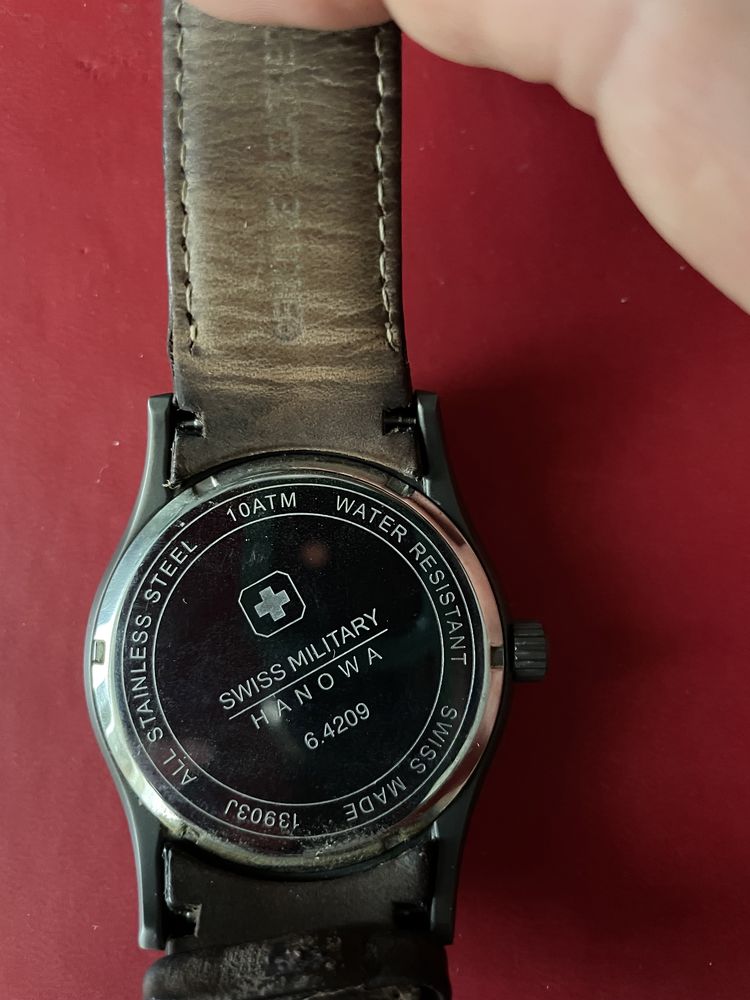 10ATM
WATER RESISTANT
SWISS MADE
13903J
ALL STAINLESS STEEL
SWISS MILITARY
HANOWA
6.4209